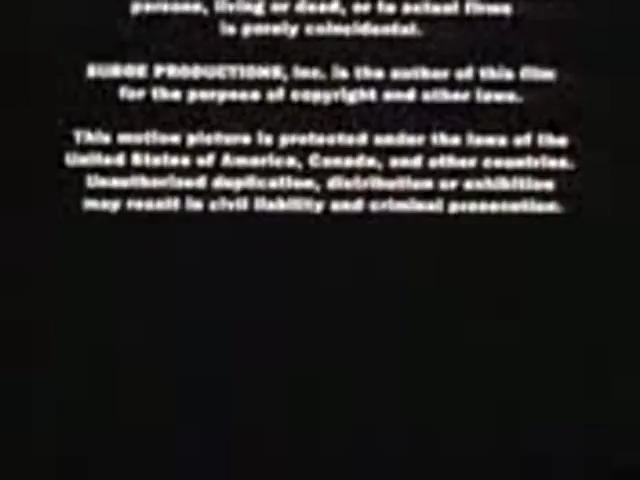 persons, living or dead, or to actual firms
is purely coincidental.
SURGE PRODUCTIONS, Inc. is the author of this film
for the purpose of copyright and other laws.
This motion picture is protected under the laws of the
United States of America, Canada, and other countries.
Unauthorized duplication, distribution or exhibition
may result in civil liability and criminal prosecution.